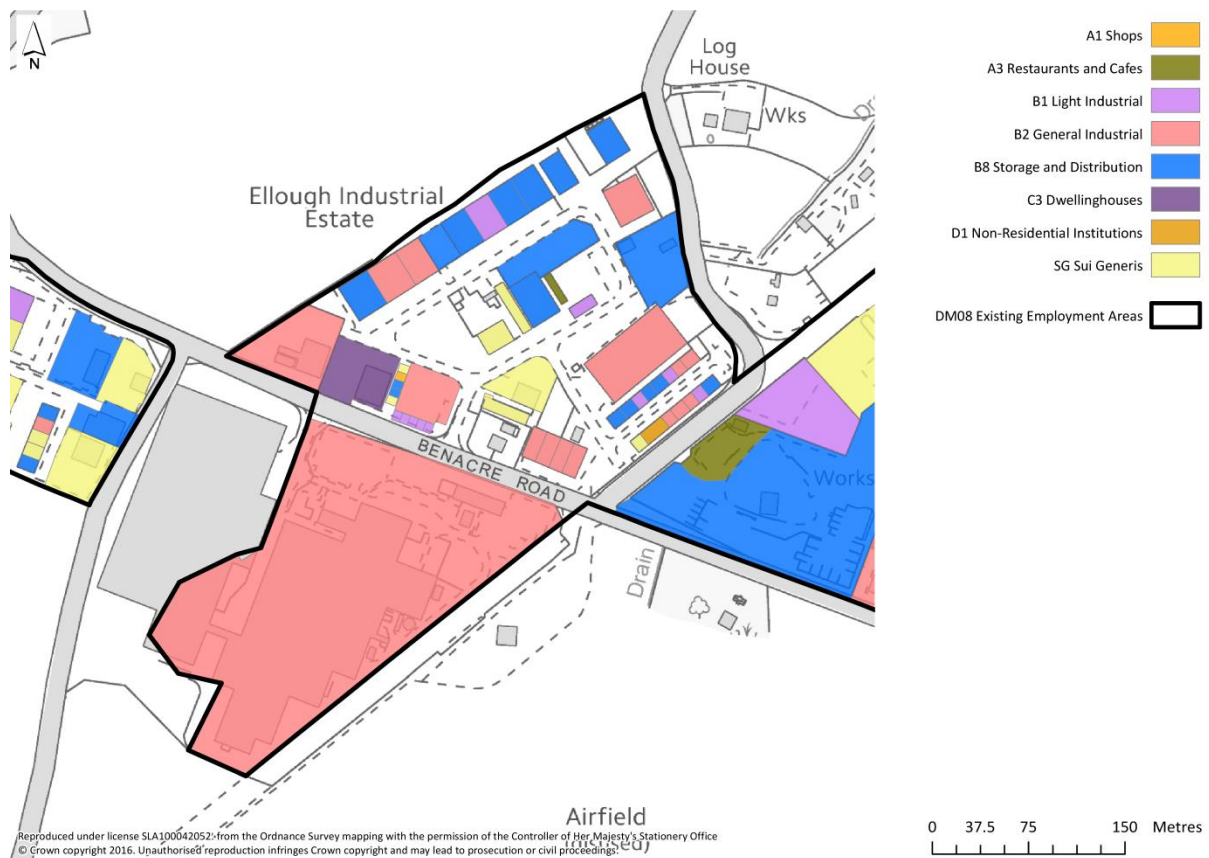 N
Log
House
Wks
Ellough Industrial
Estate
BENACRE ROAD
Works
Drain
Airfield
(disused)
Reproduced under license SLA100042052 from the Ordnance Survey mapping with the permission of the Controller of Her Majesty's Stationery Office
© Crown copyright 2016. Unauthorised reproduction infringes Crown copyright and may lead to prosecution or civil proceedings.
A1 Shops
A3 Restaurants and Cafes
B1 Light Industrial
B2 General Industrial
B8 Storage and Distribution
C3 Dwellinghouses
D1 Non-Residential Institutions
SG Sui Generis
DM08 Existing Employment Areas
0 37.5 75 150 Metres